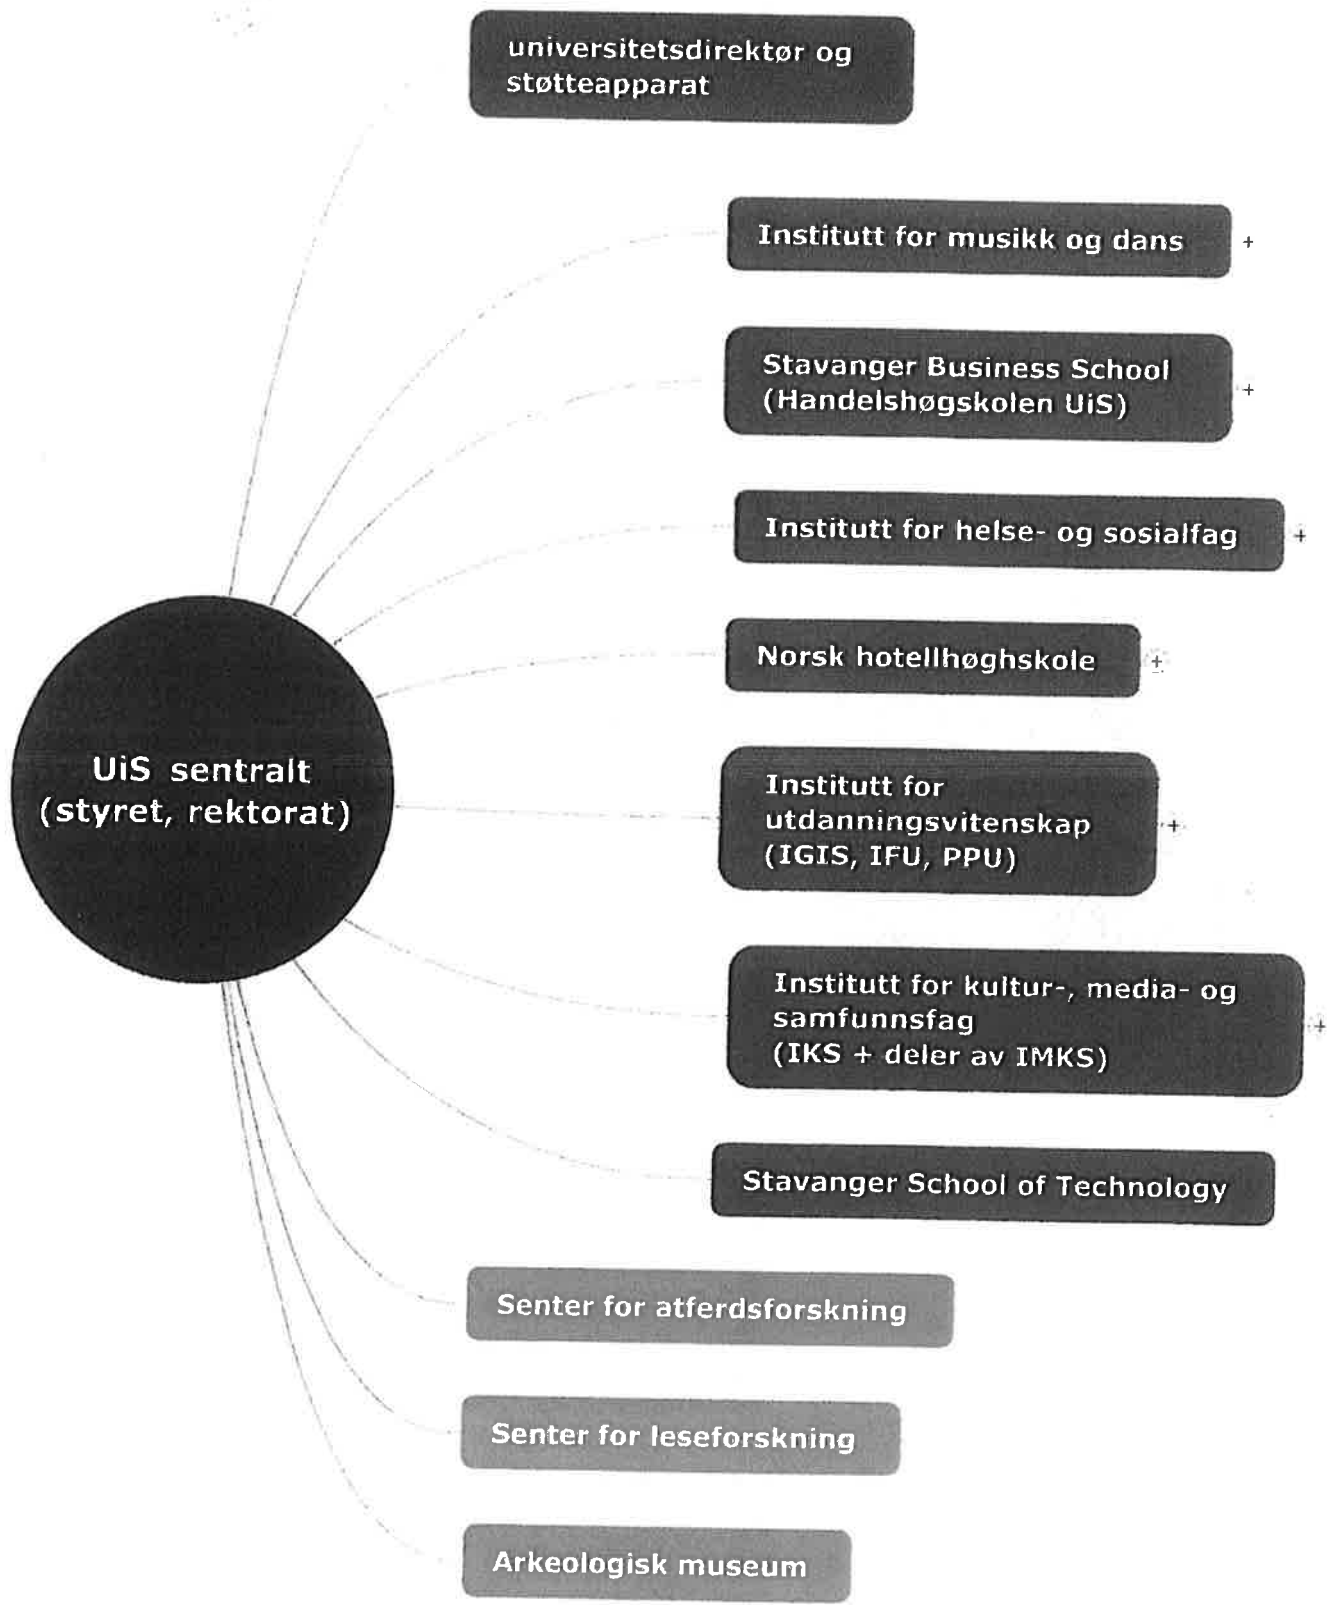 universitetsdirektør og
støtteapparat
Institutt for musikk og dans +
Stavanger Business School
(Handelshøgskolen UiS) +
Institutt for helse- og sosialfag +
Norsk hotellhøghskole +
UiS sentralt
(styret, rektorat)
Institutt for
utdanningsvitenskap +
(IGIS, IFU, PPU)
Institutt for kultur-, media- og
samfunnsfag +
(IKS + deler av IMKS)
Stavanger School of Technology
Senter for atferdsforskning
Senter for leseforskning
Arkeologisk museum